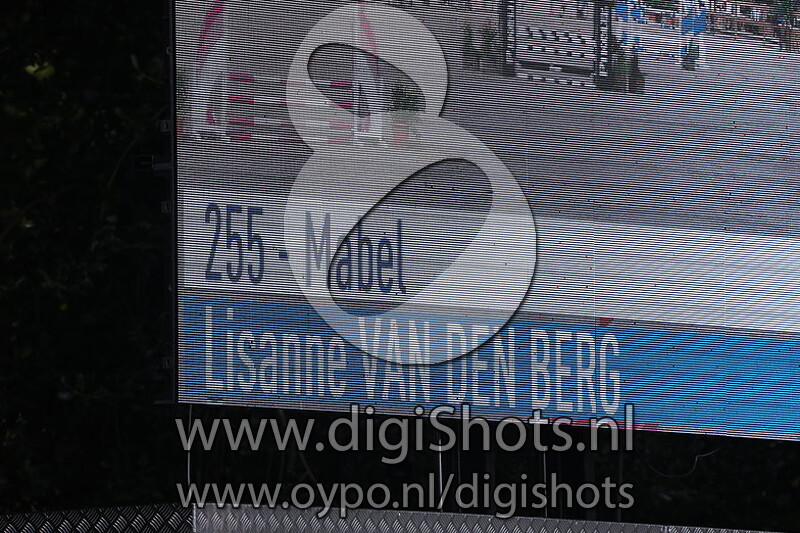 255 - Mabel
Lisanne VAN DEN BERG
www.digiShots.nl
www.oypo.nl/digishots